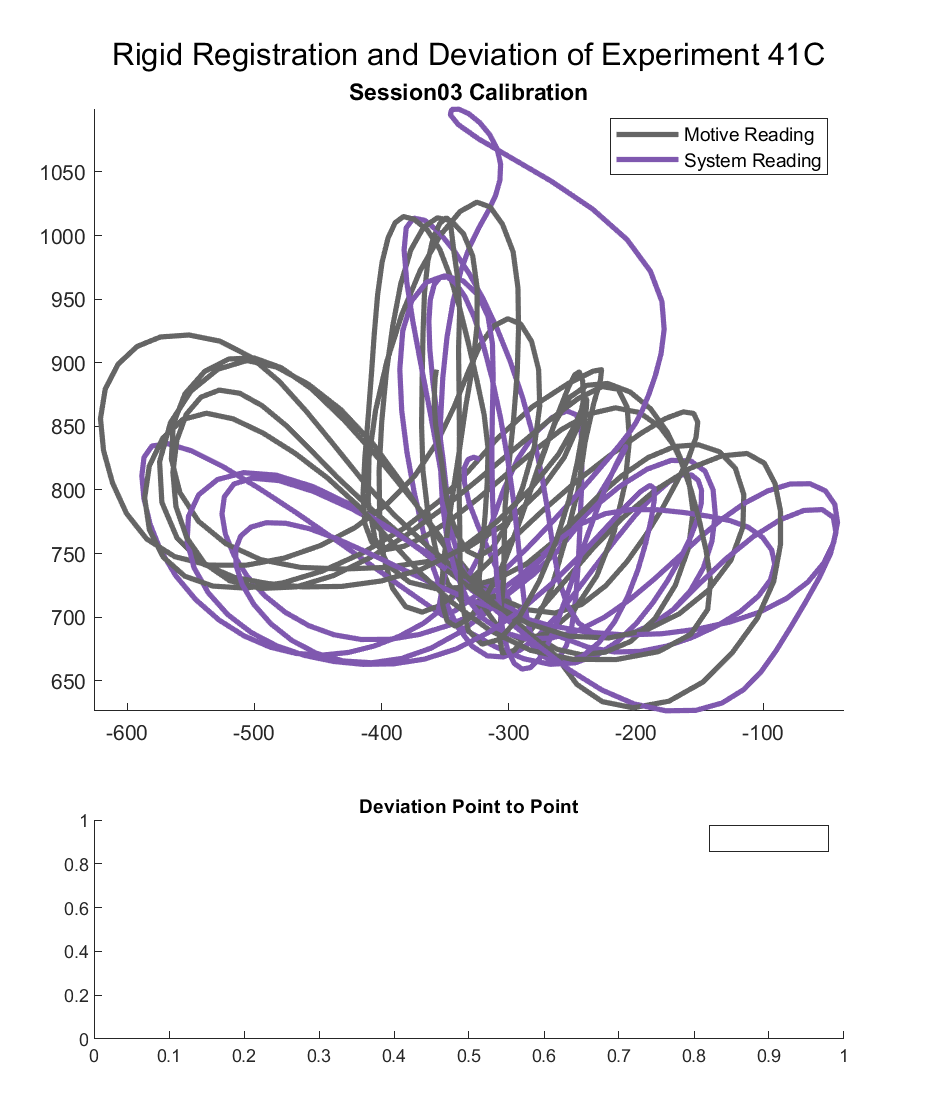 Rigid Registration and Deviation of Experiment 41C
Session03 Calibration
Motive Reading
System Reading
1050
1000
950
900
850
800
750
700
650
-600 -500 -400 -300 -200 -100
Deviation Point to Point
1
0.8
0.6
0.4
0.2
0
0 0.1 0.2 0.3 0.4 0.5 0.6 0.7 0.8 0.9 1